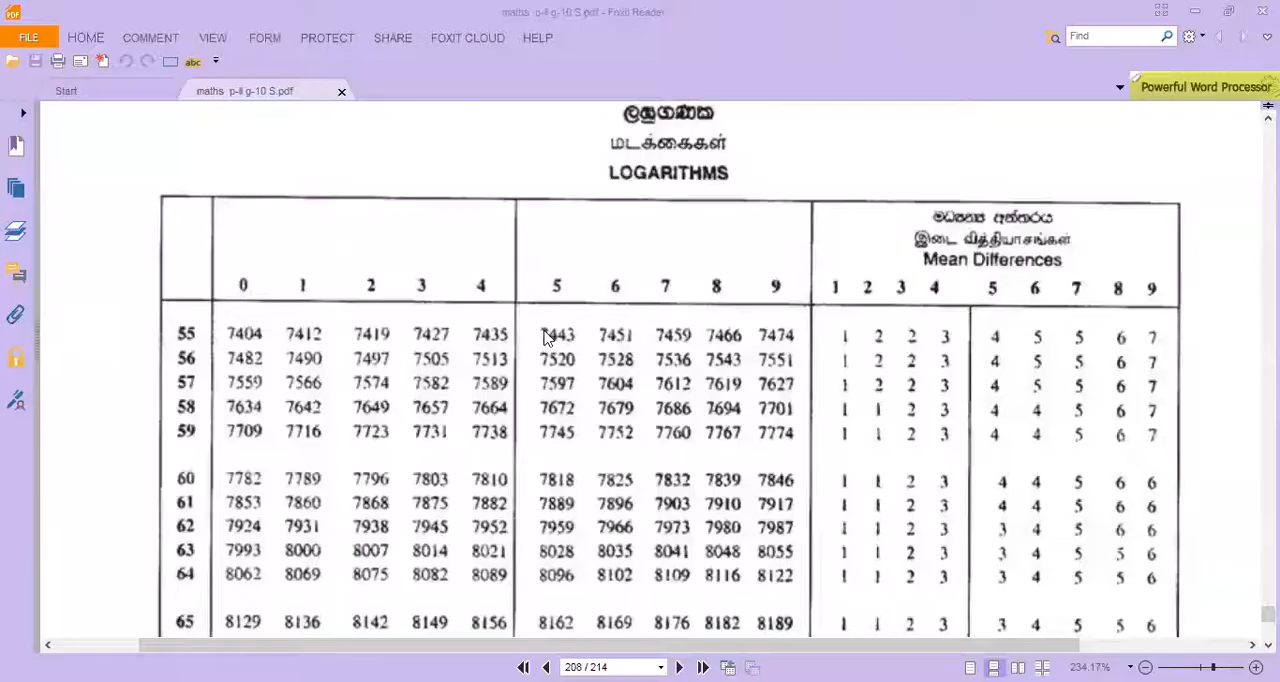 maths p-II g-10 S.pdf - Foxit Reader
FILE HOME COMMENT VIEW FORM PROTECT SHARE FOXIT CLOUD HELP
Find
abc
Start maths p-II g-10 S.pdf
Powerful Word Processor
ලඝුගණක
மடக்கைகள்
LOGARITHMS
මධ්‍යන්‍ය අන්තරය
இடை வித்தியாசங்கள்
Mean Differences
0 1 2 3 4 5 6 7 8 9 1 2 3 4 5 6 7 8 9
55 7404 7412 7419 7427 7435 7443 7451 7459 7466 7474 1 2 2 3 4 5 5 6 7
56 7482 7490 7497 7505 7513 7520 7528 7536 7543 7551 1 2 2 3 4 5 5 6 7
57 7559 7566 7574 7582 7589 7597 7604 7612 7619 7627 1 2 2 3 4 5 5 6 7
58 7634 7642 7649 7657 7664 7672 7679 7686 7694 7701 1 1 2 3 4 4 5 6 7
59 7709 7716 7723 7731 7738 7745 7752 7760 7767 7774 1 1 2 3 4 4 5 6 7
60 7782 7789 7796 7803 7810 7818 7825 7832 7839 7846 1 1 2 3 4 4 5 6 6
61 7853 7860 7868 7875 7882 7889 7896 7903 7910 7917 1 1 2 3 4 4 5 6 6
62 7924 7931 7938 7945 7952 7959 7966 7973 7980 7987 1 1 2 3 3 4 5 6 6
63 7993 8000 8007 8014 8021 8028 8035 8041 8048 8055 1 1 2 3 3 4 5 5 6
64 8062 8069 8075 8082 8089 8096 8102 8109 8116 8122 1 1 2 3 3 4 5 5 6
65 8129 8136 8142 8149 8156 8162 8169 8176 8182 8189 1 1 2 3 3 4 5 5 6
208 / 214
234.17%